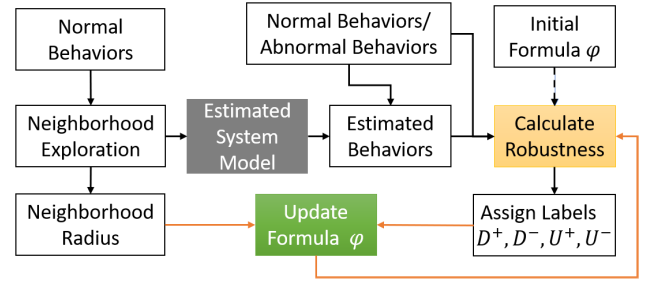 Normal
Behaviors
Normal Behaviors/
Abnormal Behaviors
Initial
Formula φ
Neighborhood
Exploration
Estimated
System
Model
Estimated
Behaviors
Calculate
Robustness
Neighborhood
Radius
Update
Formula φ
Assign Labels
D⁺, D⁻, U⁺, U⁻